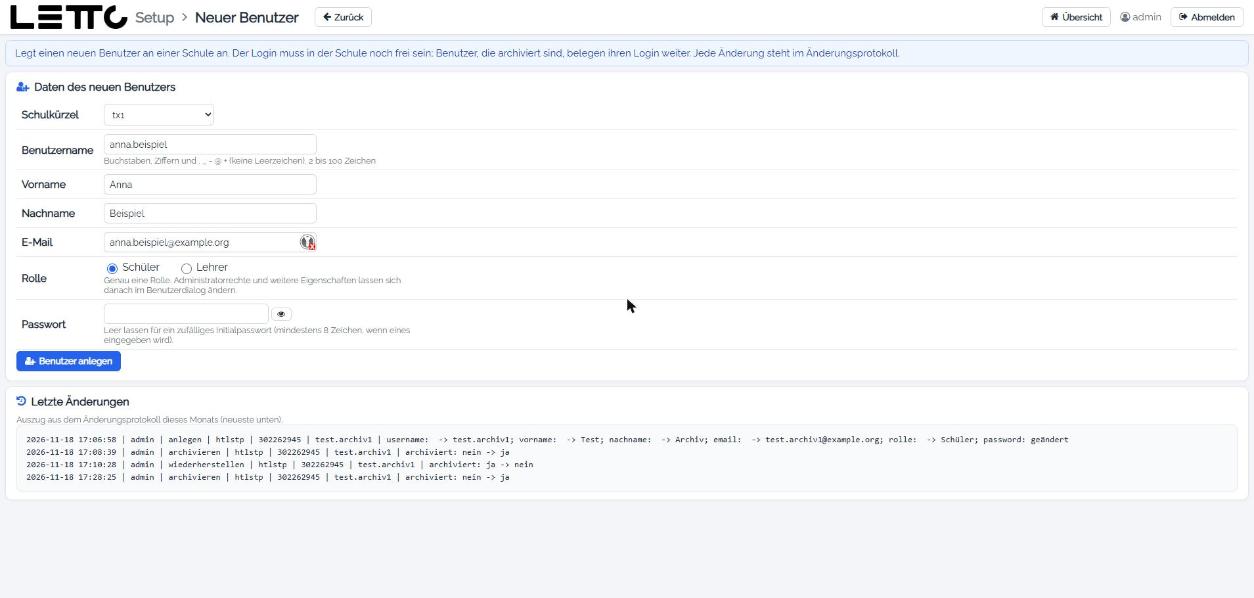 LETTO Setup > Neuer Benutzer Zurück Übersicht admin Abmelden
Legt einen neuen Benutzer an einer Schule an. Der Login muss in der Schule noch frei sein; Benutzer, die archiviert sind, belegen ihren Login weiter. Jede Änderung steht im Änderungsprotokoll.
Daten des neuen Benutzers
Schulkürzel tx1
Benutzername anna.beispiel
Buchstaben, Ziffern und . _ - @ + (keine Leerzeichen), 2 bis 100 Zeichen
Vorname Anna
Nachname Beispiel
E-Mail anna.beispiel@example.org
Rolle Schüler Lehrer
Genau eine Rolle. Administratorrechte und weitere Eigenschaften lassen sich
danach im Benutzerdialog ändern.
Passwort
Leer lassen für ein zufälliges Initialpasswort (mindestens 8 Zeichen, wenn eines
eingegeben wird).
Benutzer anlegen
Letzte Änderungen
Auszug aus dem Änderungsprotokoll dieses Monats (neueste unten).
2026-11-18 17:06:58 | admin | anlegen | htlstp | 302262945 | test.archiv1 | username:  -> test.archiv1; vorname:  -> Test; nachname:  -> Archiv; email:  -> test.archiv1@example.org; rolle:  -> Schüler; password: geändert
2026-11-18 17:08:39 | admin | archivieren | htlstp | 302262945 | test.archiv1 | archiviert: nein -> ja
2026-11-18 17:10:28 | admin | wiederherstellen | htlstp | 302262945 | test.archiv1 | archiviert: ja -> nein
2026-11-18 17:28:25 | admin | archivieren | htlstp | 302262945 | test.archiv1 | archiviert: nein -> ja